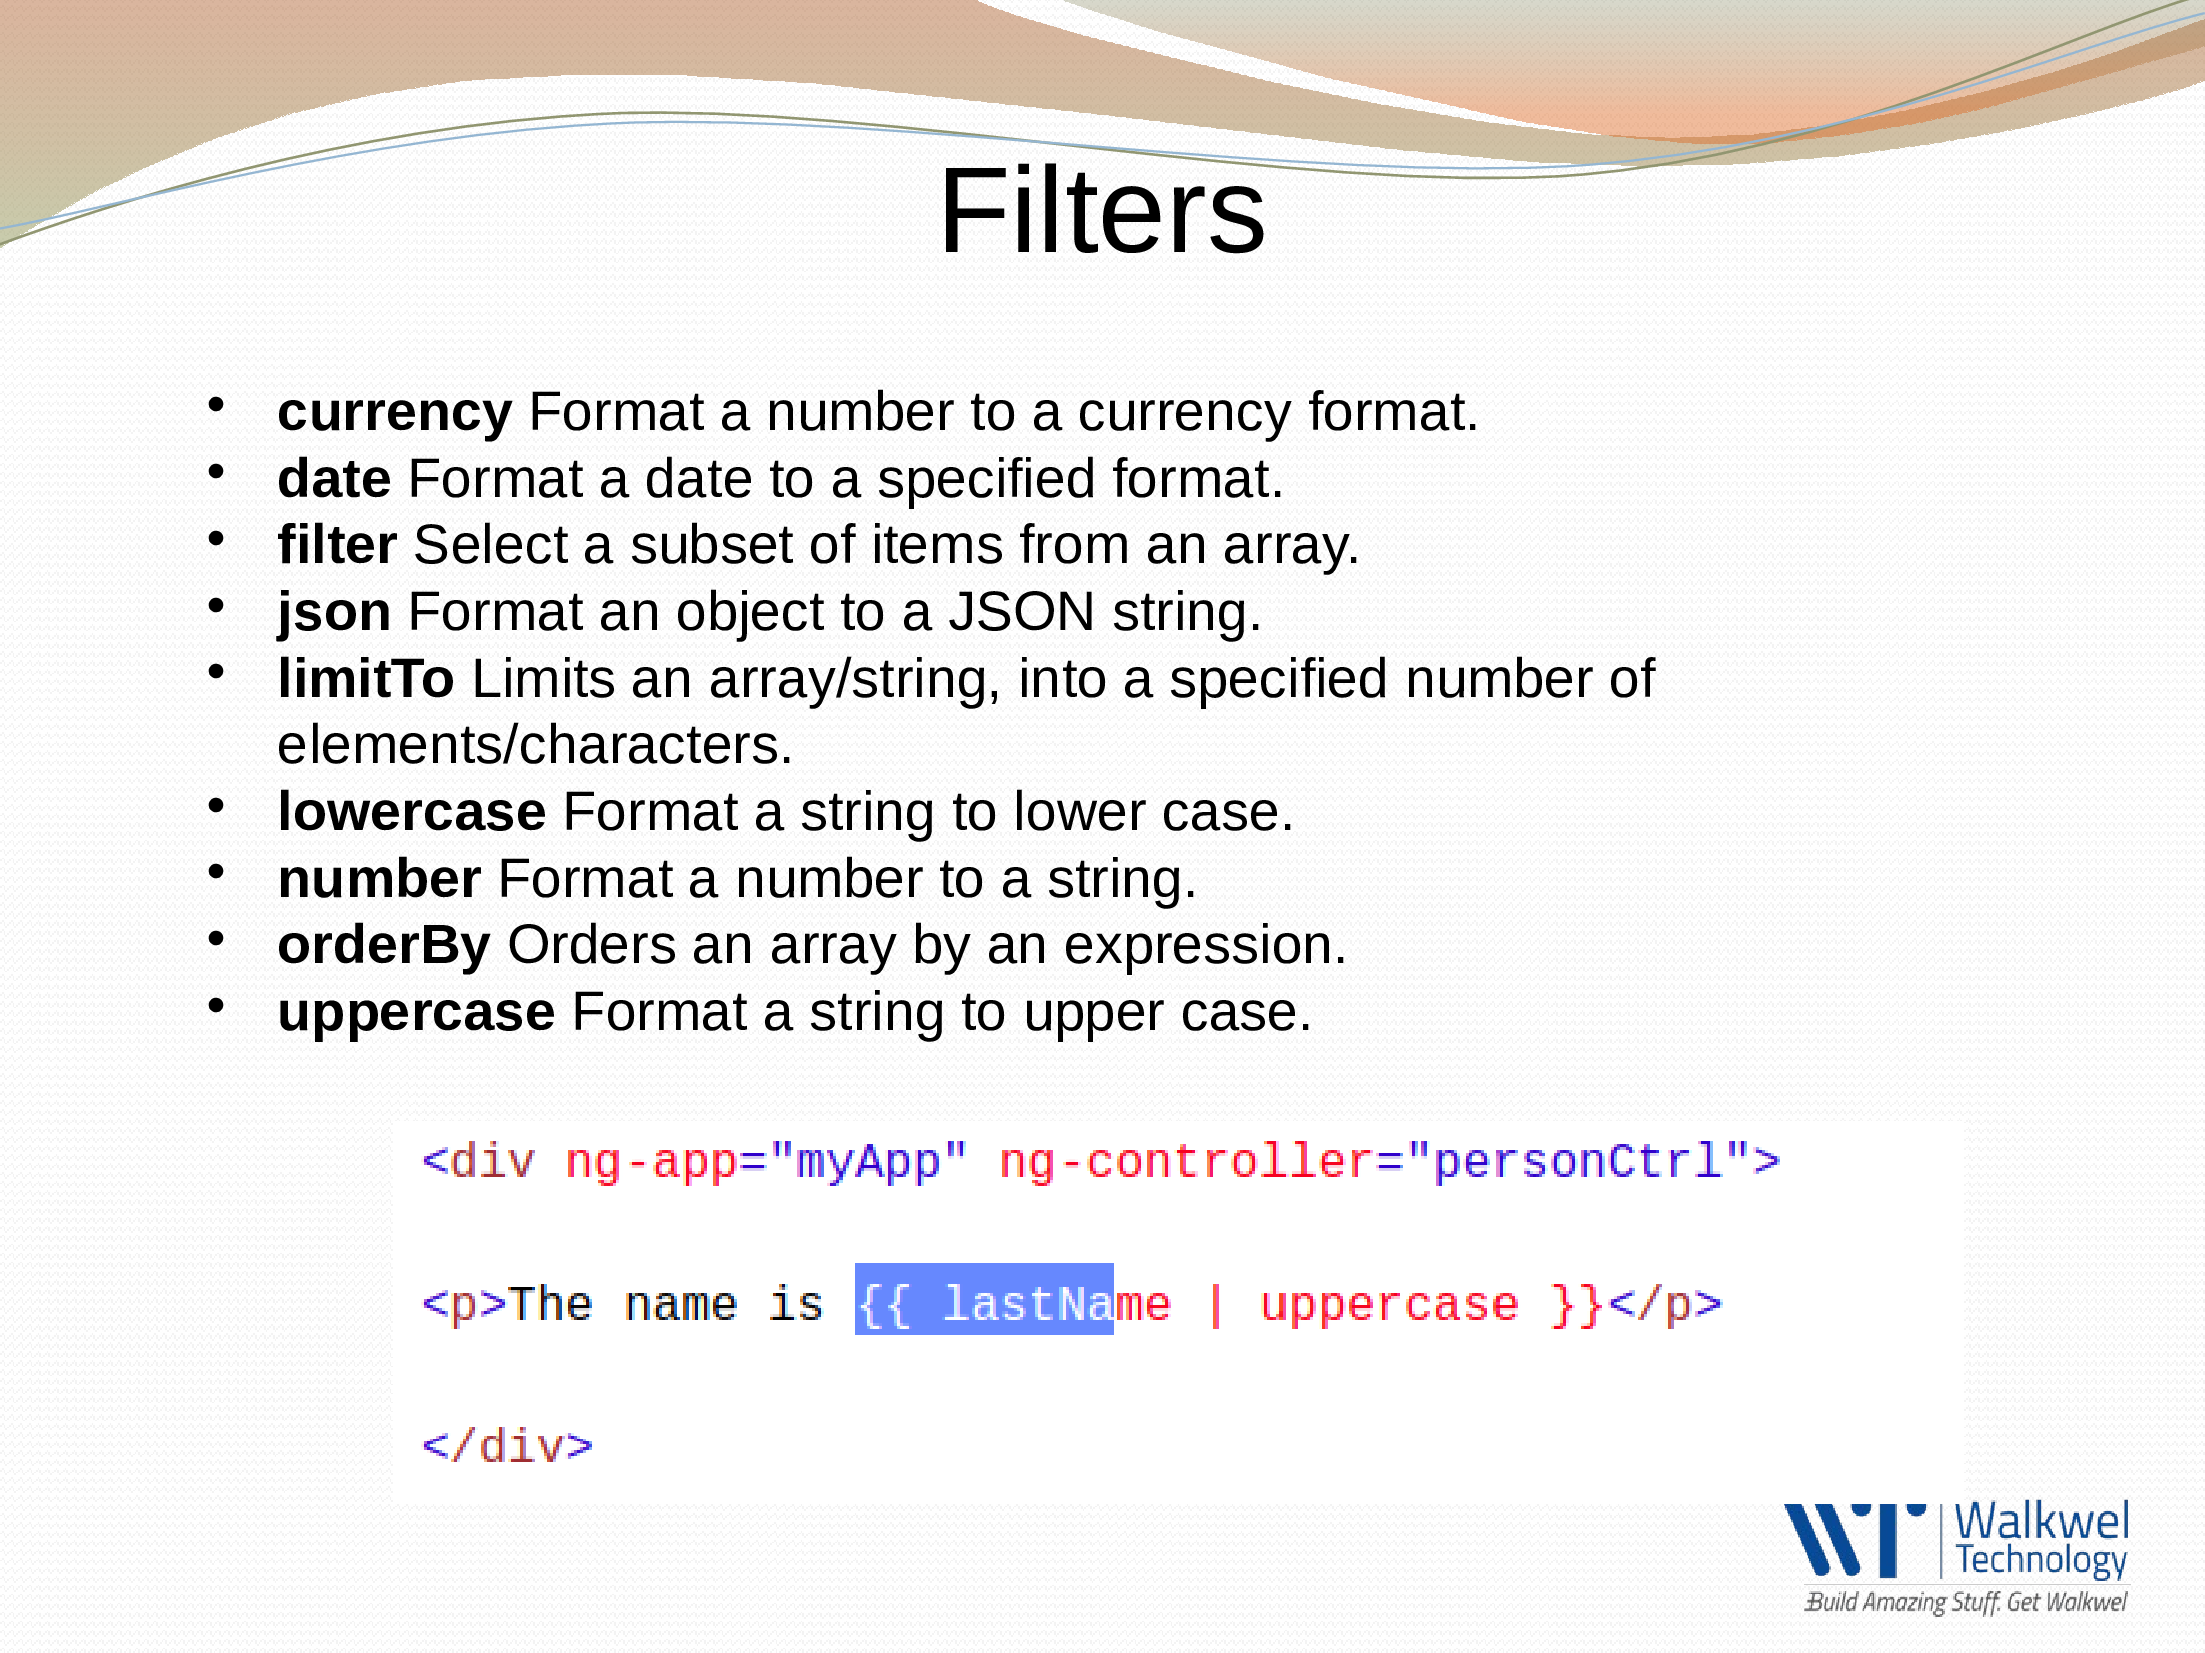 Filters
• currency Format a number to a currency format.
• date Format a date to a specified format.
• filter Select a subset of items from an array.
• json Format an object to a JSON string.
• limitTo Limits an array/string, into a specified number of
elements/characters.
• lowercase Format a string to lower case.
• number Format a number to a string.
• orderBy Orders an array by an expression.
• uppercase Format a string to upper case.
<div ng-app="myApp" ng-controller="personCtrl">
<p>The name is {{ lastName | uppercase }}</p>
</div>
WT Walkwel
Technology
Build Amazing Stuff. Get Walkwel